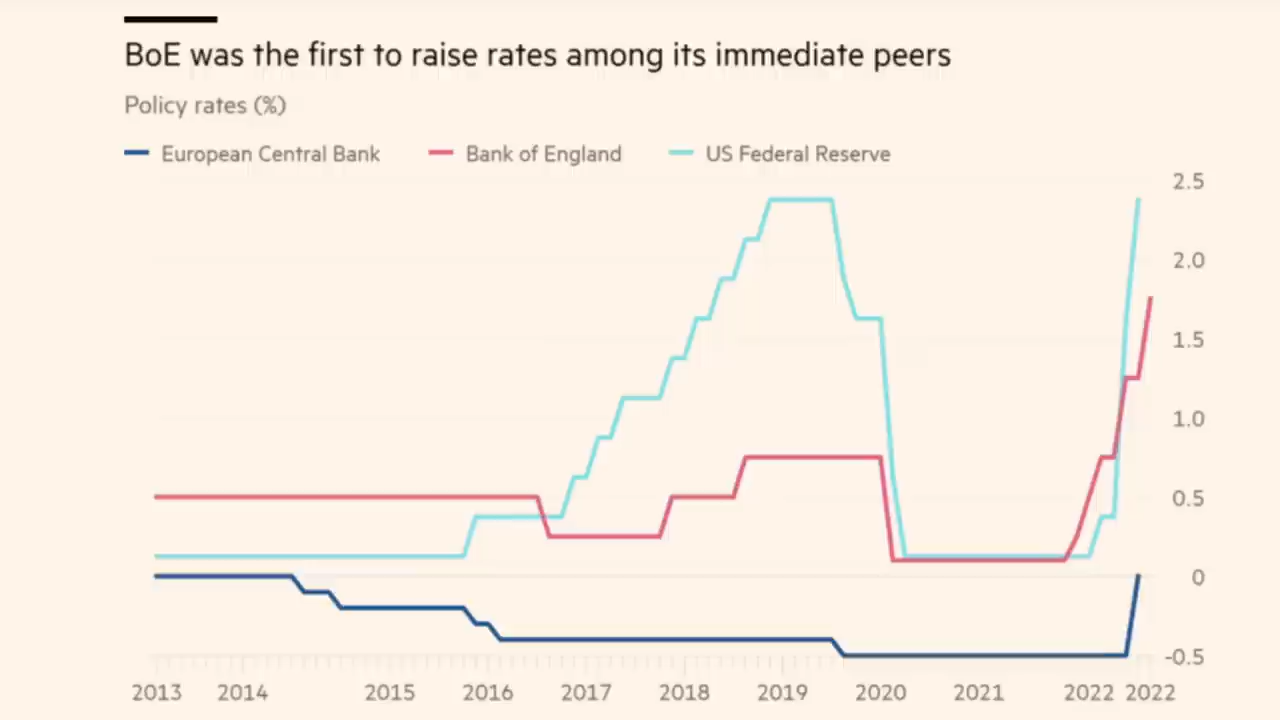 BoE was the first to raise rates among its immediate peers
Policy rates (%)
European Central Bank Bank of England US Federal Reserve
2.5
2.0
1.5
1.0
0.5
0
-0.5
2013 2014 2015 2016 2017 2018 2019 2020 2021 2022 2022